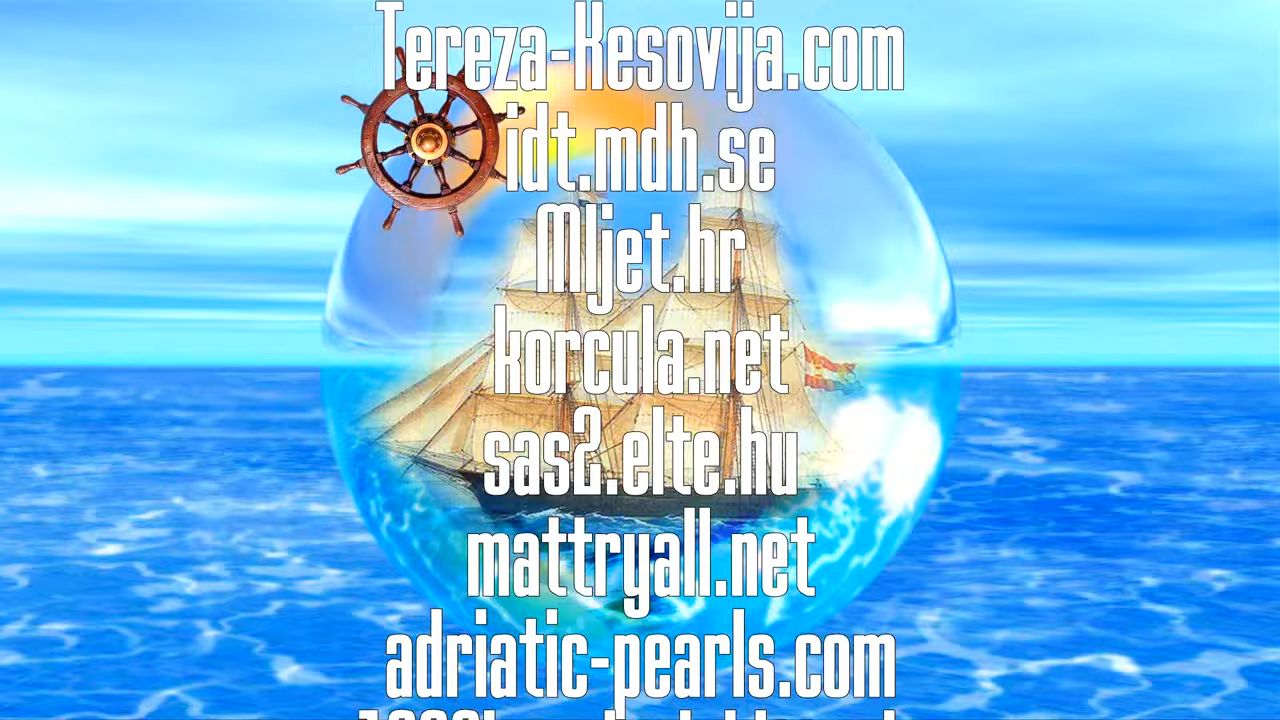 Tereza-Kesovija.com
idt.mdh.se
Mljet.hr
korcula.net
sas2.elte.hu
mattryall.net
adriatic-pearls.com